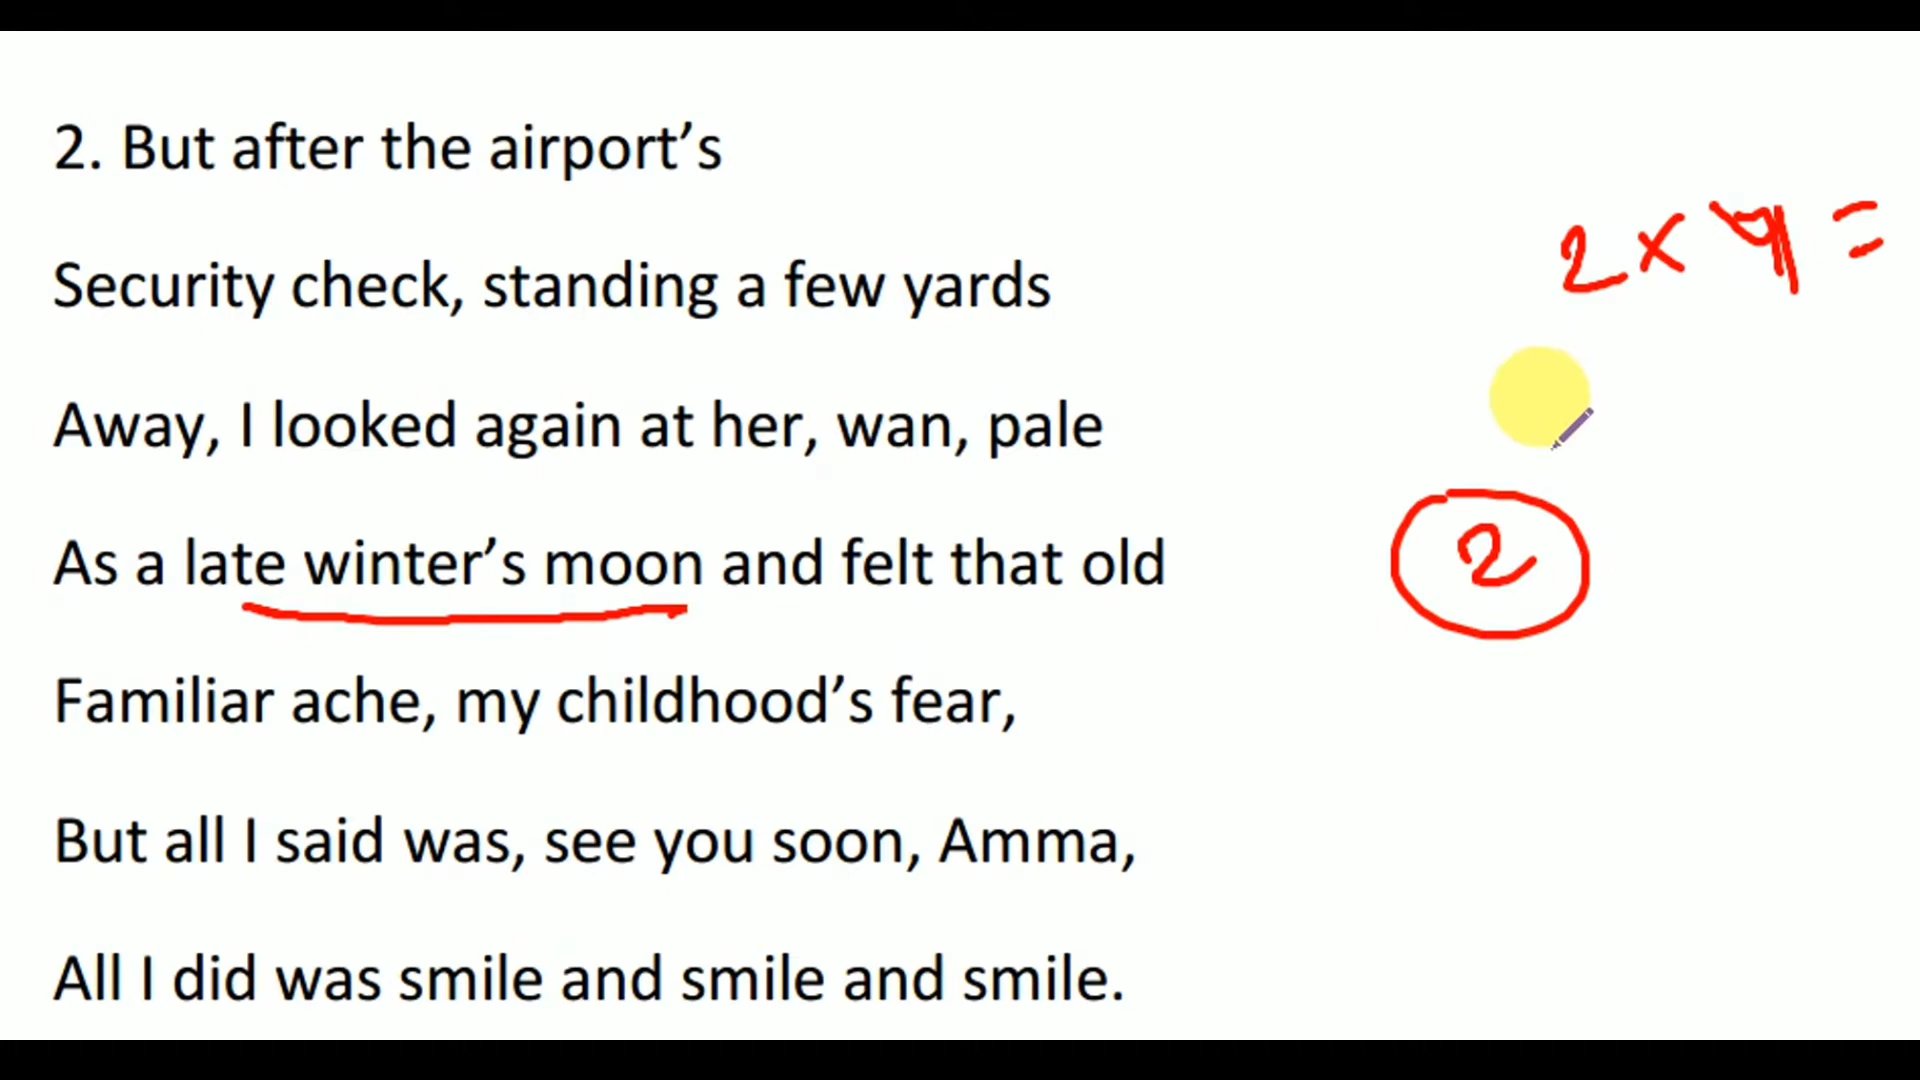 2. But after the airport’s
2 x 4 =
Security check, standing a few yards
Away, I looked again at her, wan, pale
As a late winter’s moon and felt that old
2
Familiar ache, my childhood’s fear,
But all I said was, see you soon, Amma,
All I did was smile and smile and smile.